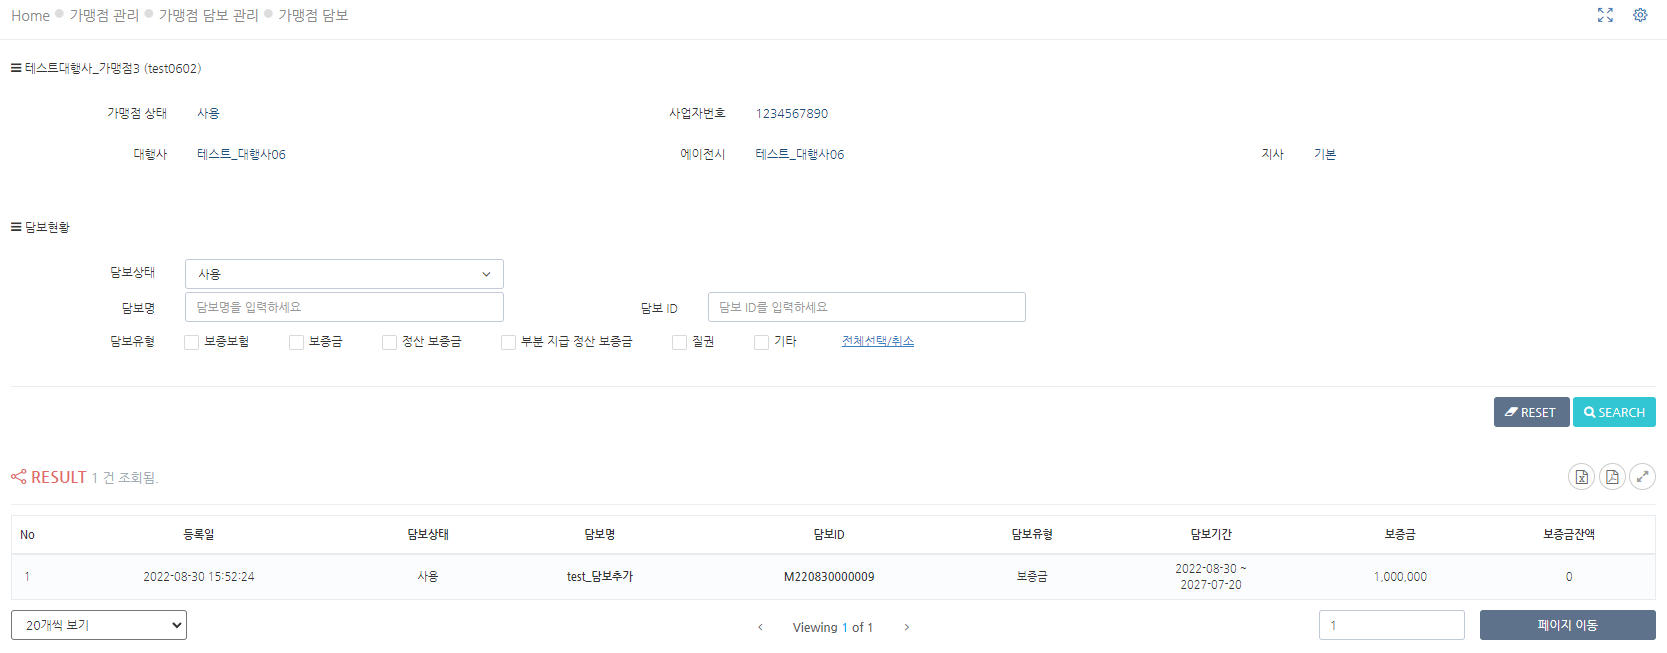 Home 가맹점 관리 가맹점 담보 관리 가맹점 담보
테스트대행사_가맹점3 (test0602)
가맹점 상태 사용 사업자번호 1234567890
대행사 테스트_대행사06 에이전시 테스트_대행사06 지사 기본
담보현황
담보상태 사용
담보명 담보명을 입력하세요 담보 ID 담보 ID를 입력하세요
담보유형 보증보험 보증금 정산 보증금 부분 지급 정산 보증금 질권 기타 전체선택/취소
RESET SEARCH
RESULT 1 건 조회됨.
No 등록일 담보상태 담보명 담보ID 담보유형 담보기간 보증금 보증금잔액
1 2022-08-30 15:52:24 사용 test_담보추가 M220830000009 보증금 2022-08-30 ~ 1,000,000 0
2027-07-20
20개씩 보기 ‹ Viewing 1 of 1 › 1 페이지 이동